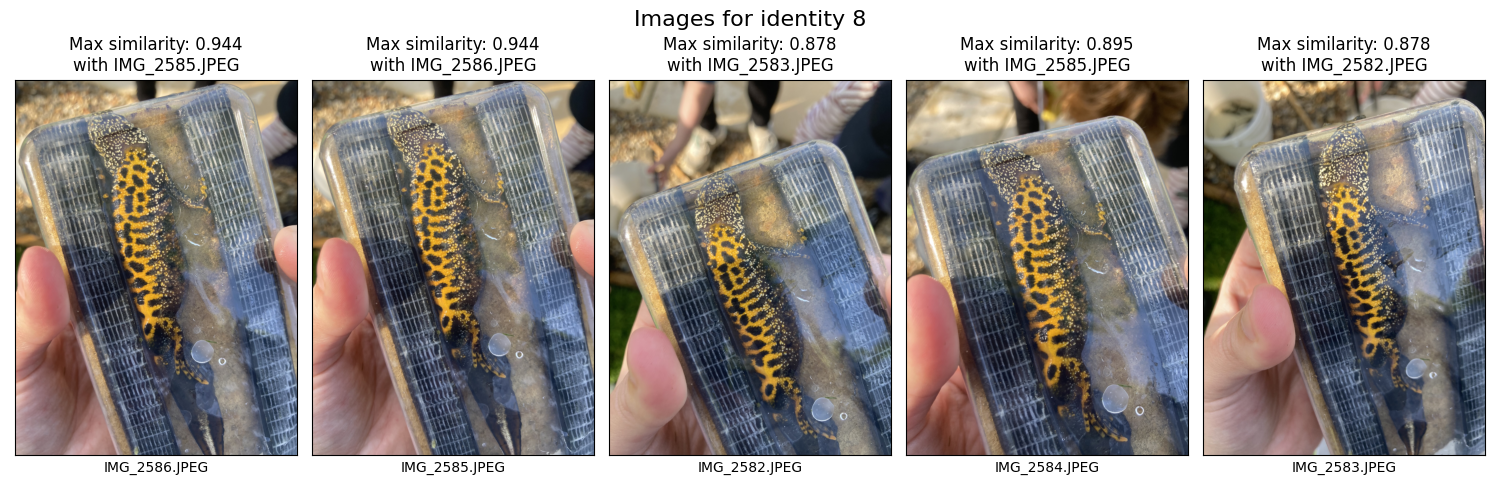 Images for identity 8
Max similarity: 0.944
with IMG_2585.JPEG
Max similarity: 0.944
with IMG_2586.JPEG
Max similarity: 0.878
with IMG_2583.JPEG
Max similarity: 0.895
with IMG_2585.JPEG
Max similarity: 0.878
with IMG_2582.JPEG
IMG_2586.JPEG
IMG_2585.JPEG
IMG_2582.JPEG
IMG_2584.JPEG
IMG_2583.JPEG